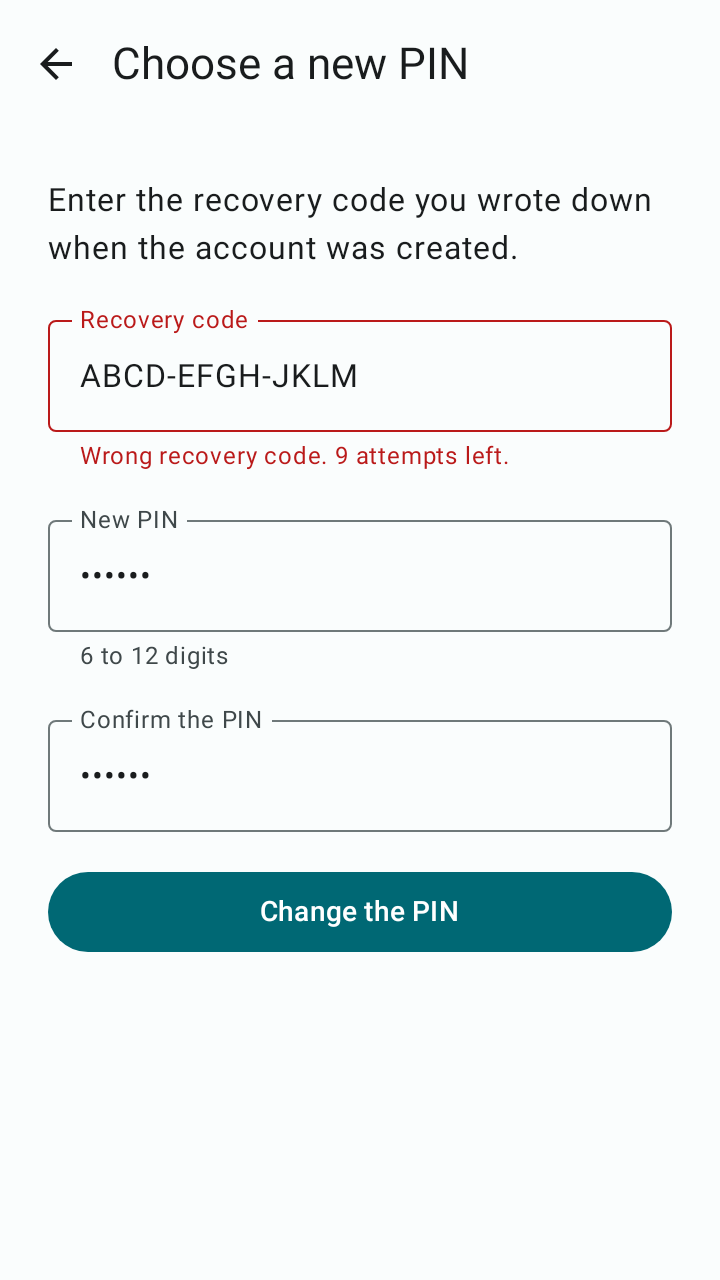 Choose a new PIN
Enter the recovery code you wrote down
when the account was created.
Recovery code
ABCD-EFGH-JKLM
Wrong recovery code. 9 attempts left.
New PIN
••••••
6 to 12 digits
Confirm the PIN
••••••
Change the PIN